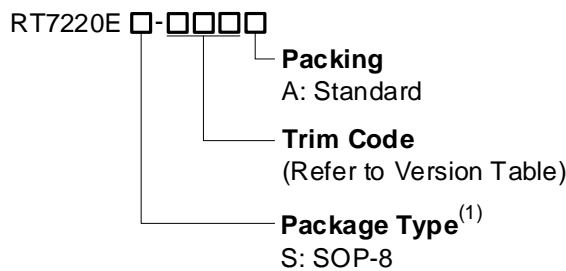 RT7220E □-□□□□
Packing
A: Standard
Trim Code
(Refer to Version Table)
Package Type(1)
S: SOP-8